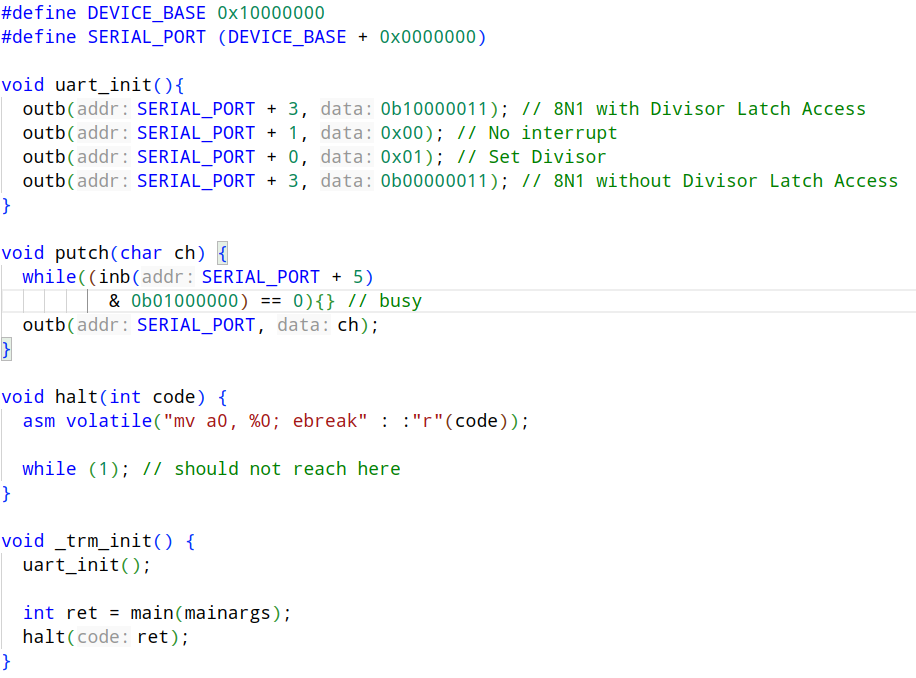 #define DEVICE_BASE 0x10000000
#define SERIAL_PORT (DEVICE_BASE + 0x0000000)

void uart_init(){
  outb(addr: SERIAL_PORT + 3, data: 0b10000011); // 8N1 with Divisor Latch Access
  outb(addr: SERIAL_PORT + 1, data: 0x00); // No interrupt
  outb(addr: SERIAL_PORT + 0, data: 0x01); // Set Divisor
  outb(addr: SERIAL_PORT + 3, data: 0b00000011); // 8N1 without Divisor Latch Access
}

void putch(char ch) {
  while((inb(addr: SERIAL_PORT + 5)
          & 0b01000000) == 0){} // busy
  outb(addr: SERIAL_PORT, data: ch);
}

void halt(int code) {
  asm volatile("mv a0, %0; ebreak" : :"r"(code));

  while (1); // should not reach here
}

void _trm_init() {
  uart_init();

  int ret = main(mainargs);
  halt(code: ret);
}